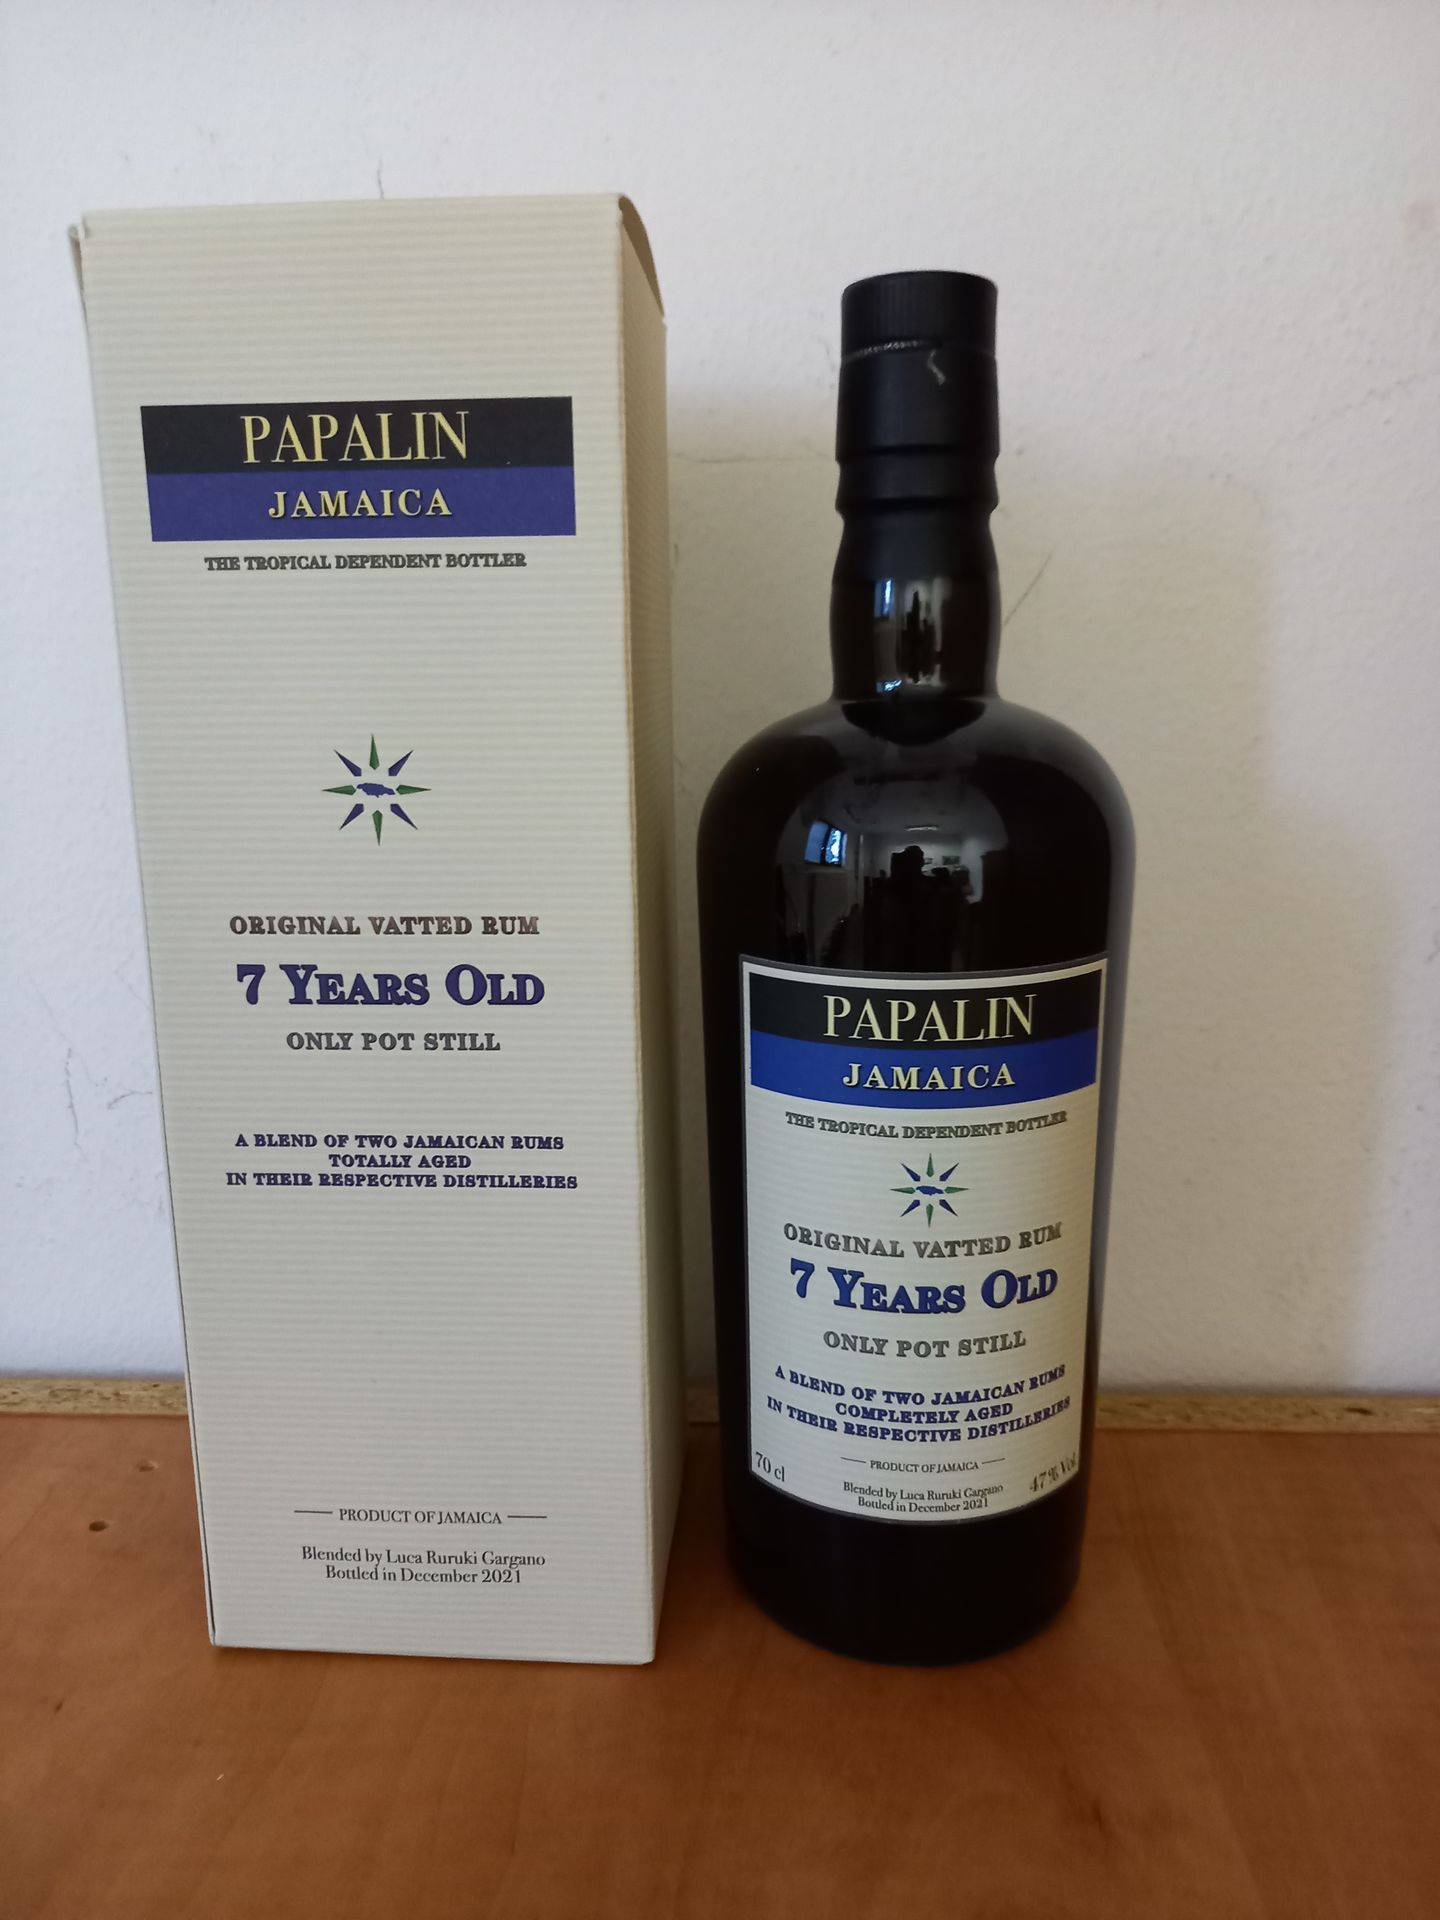 PAPALIN
JAMAICA
THE TROPICAL DEPENDENT BOTTLER
ORIGINAL VATTED RUM
7 YEARS OLD
ONLY POT STILL
A BLEND OF TWO JAMAICAN RUMS
TOTALLY AGED
IN THEIR RESPECTIVE DISTILLERIES
PRODUCT OF JAMAICA
Blended by Luca Ruruki Gargano
Bottled in December 2021
PAPALIN
JAMAICA
THE TROPICAL DEPENDENT BOTTLER
ORIGINAL VATTED RUM
7 YEARS OLD
ONLY POT STILL
A BLEND OF TWO JAMAICAN RUMS
COMPLETELY AGED
IN THEIR RESPECTIVE DISTILLERIES
PRODUCT OF JAMAICA
70 cl
47% Vol.
Blended by Luca Ruruki Gargano
Bottled in December 2021